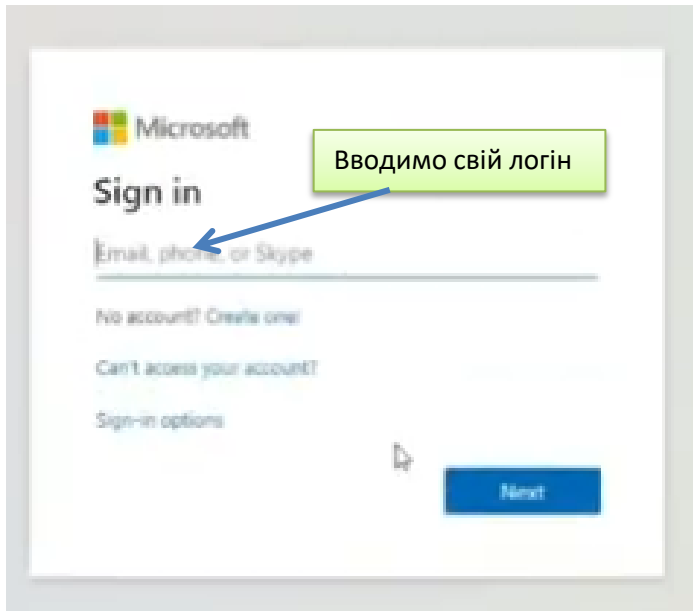 Microsoft
Вводимо свій логін
Sign in
Email, phone, or Skype
No account? Create one!
Can't access your account?
Sign-in options
Next